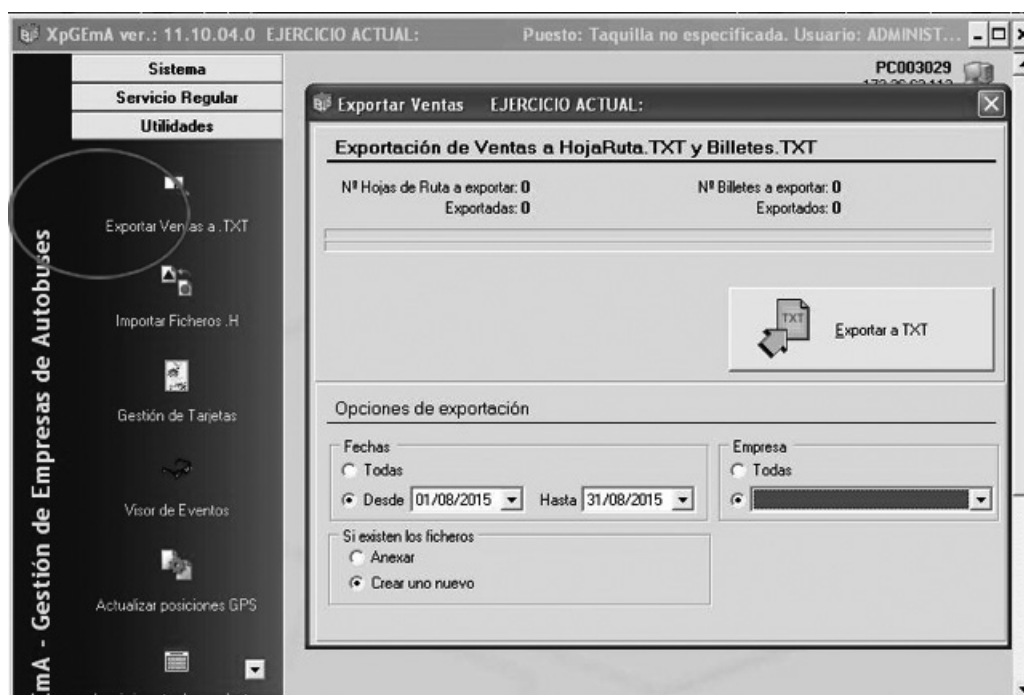 XpGEmA ver.: 11.10.04.0 EJERCICIO ACTUAL: Puesto: Taquilla no especificada. Usuario: ADMINIST...
Sistema
Servicio Regular
Utilidades
Exportar Ventas a .TXT
Importar Ficheros .H
Gestión de Tarjetas
Visor de Eventos
Actualizar posiciones GPS
EmA - Gestión de Empresas de Autobuses
PC003029
Exportar Ventas EJERCICIO ACTUAL:
Exportación de Ventas a HojaRuta.TXT y Billetes.TXT
Nº Hojas de Ruta a exportar: 0 Nº Billetes a exportar: 0
Exportadas: 0 Exportados: 0
TXT
Exportar a TXT
Opciones de exportación
Fechas
Todas
Desde 01/08/2015 Hasta 31/08/2015
Empresa
Todas
Si existen los ficheros
Anexar
Crear uno nuevo